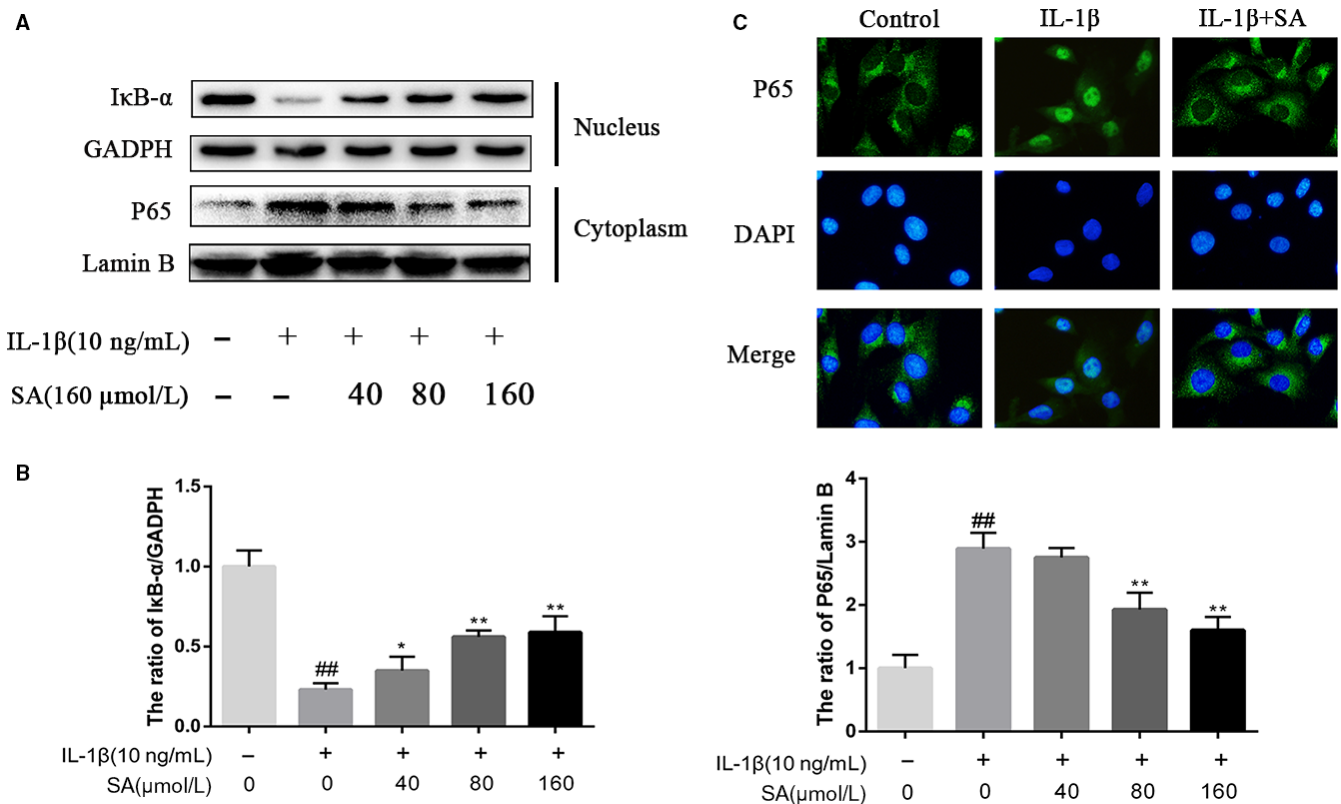 A
IκB-α
GADPH
Nucleus
P65
Lamin B
Cytoplasm
IL-1β(10 ng/mL) – + + + +
SA(160 μmol/L) – – 40 80 160
C
Control IL-1β IL-1β+SA
P65
DAPI
Merge
B
The ratio of IκB-α/GADPH
1.5
1.0
0.5
0.0
##
*
**
**
IL-1β(10 ng/mL) – + + + +
SA(μmol/L) 0 0 40 80 160
The ratio of P65/Lamin B
4
3
2
1
0
##
**
**
IL-1β(10 ng/mL) – + + + +
SA(μmol/L) 0 0 40 80 160